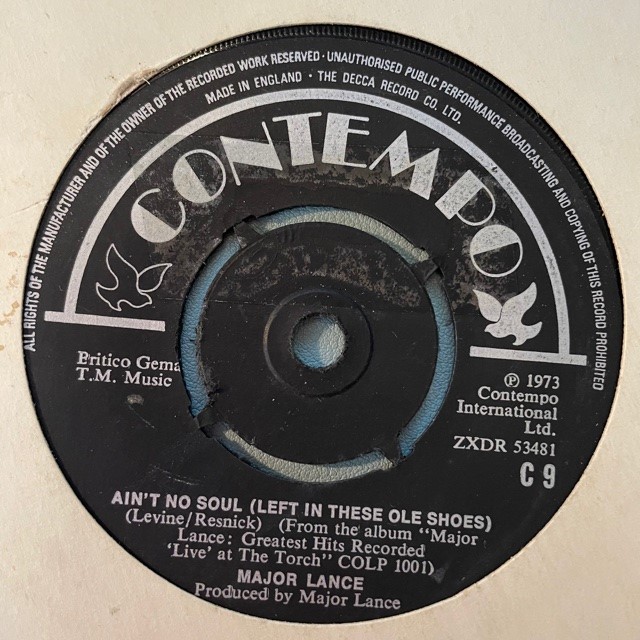 ALL RIGHTS OF THE MANUFACTURER AND OF THE OWNER OF THE RECORDED WORK RESERVED · UNAUTHORISED PUBLIC PERFORMANCE BROADCASTING AND COPYING OF THIS RECORD PROHIBITED
MADE IN ENGLAND · THE DECCA RECORD CO. LTD.
CONTEMPO
Britico Gema
T.M. Music
℗ 1973
Contempo
International
Ltd.
ZXDR 53481
C 9
AIN'T NO SOUL (LEFT IN THESE OLE SHOES)
(Levine/Resnick) (From the album "Major
Lance: Greatest Hits Recorded
'Live' at The Torch" COLP 1001)
MAJOR LANCE
Produced by Major Lance